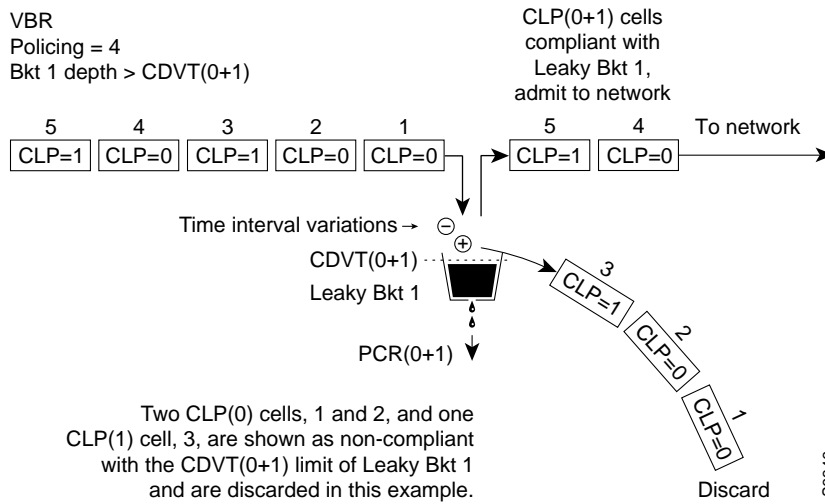 VBR
Policing = 4
Bkt 1 depth > CDVT(0+1)
CLP(0+1) cells
compliant with
Leaky Bkt 1,
admit to network
5 4 3 2 1
CLP=1 CLP=0 CLP=1 CLP=0 CLP=0
5 4
CLP=1 CLP=0
To network
Time interval variations →
− +
CDVT(0+1)
Leaky Bkt 1
PCR(0+1)
3
CLP=1
2
CLP=0
1
CLP=0
Two CLP(0) cells, 1 and 2, and one
CLP(1) cell, 3, are shown as non-compliant
with the CDVT(0+1) limit of Leaky Bkt 1
and are discarded in this example.
Discard